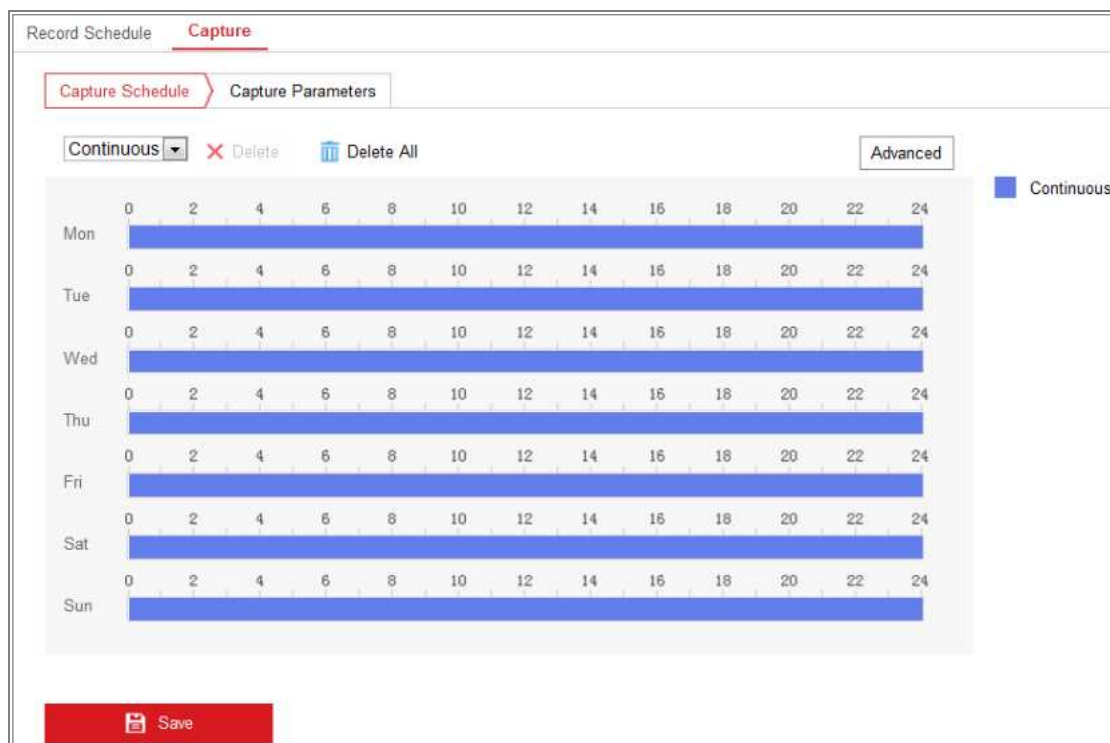 Record Schedule Capture
Capture Schedule Capture Parameters
Continuous Delete Delete All Advanced
Continuous
0 2 4 6 8 10 12 14 16 18 20 22 24
Mon
0 2 4 6 8 10 12 14 16 18 20 22 24
Tue
0 2 4 6 8 10 12 14 16 18 20 22 24
Wed
0 2 4 6 8 10 12 14 16 18 20 22 24
Thu
0 2 4 6 8 10 12 14 16 18 20 22 24
Fri
0 2 4 6 8 10 12 14 16 18 20 22 24
Sat
0 2 4 6 8 10 12 14 16 18 20 22 24
Sun
Save